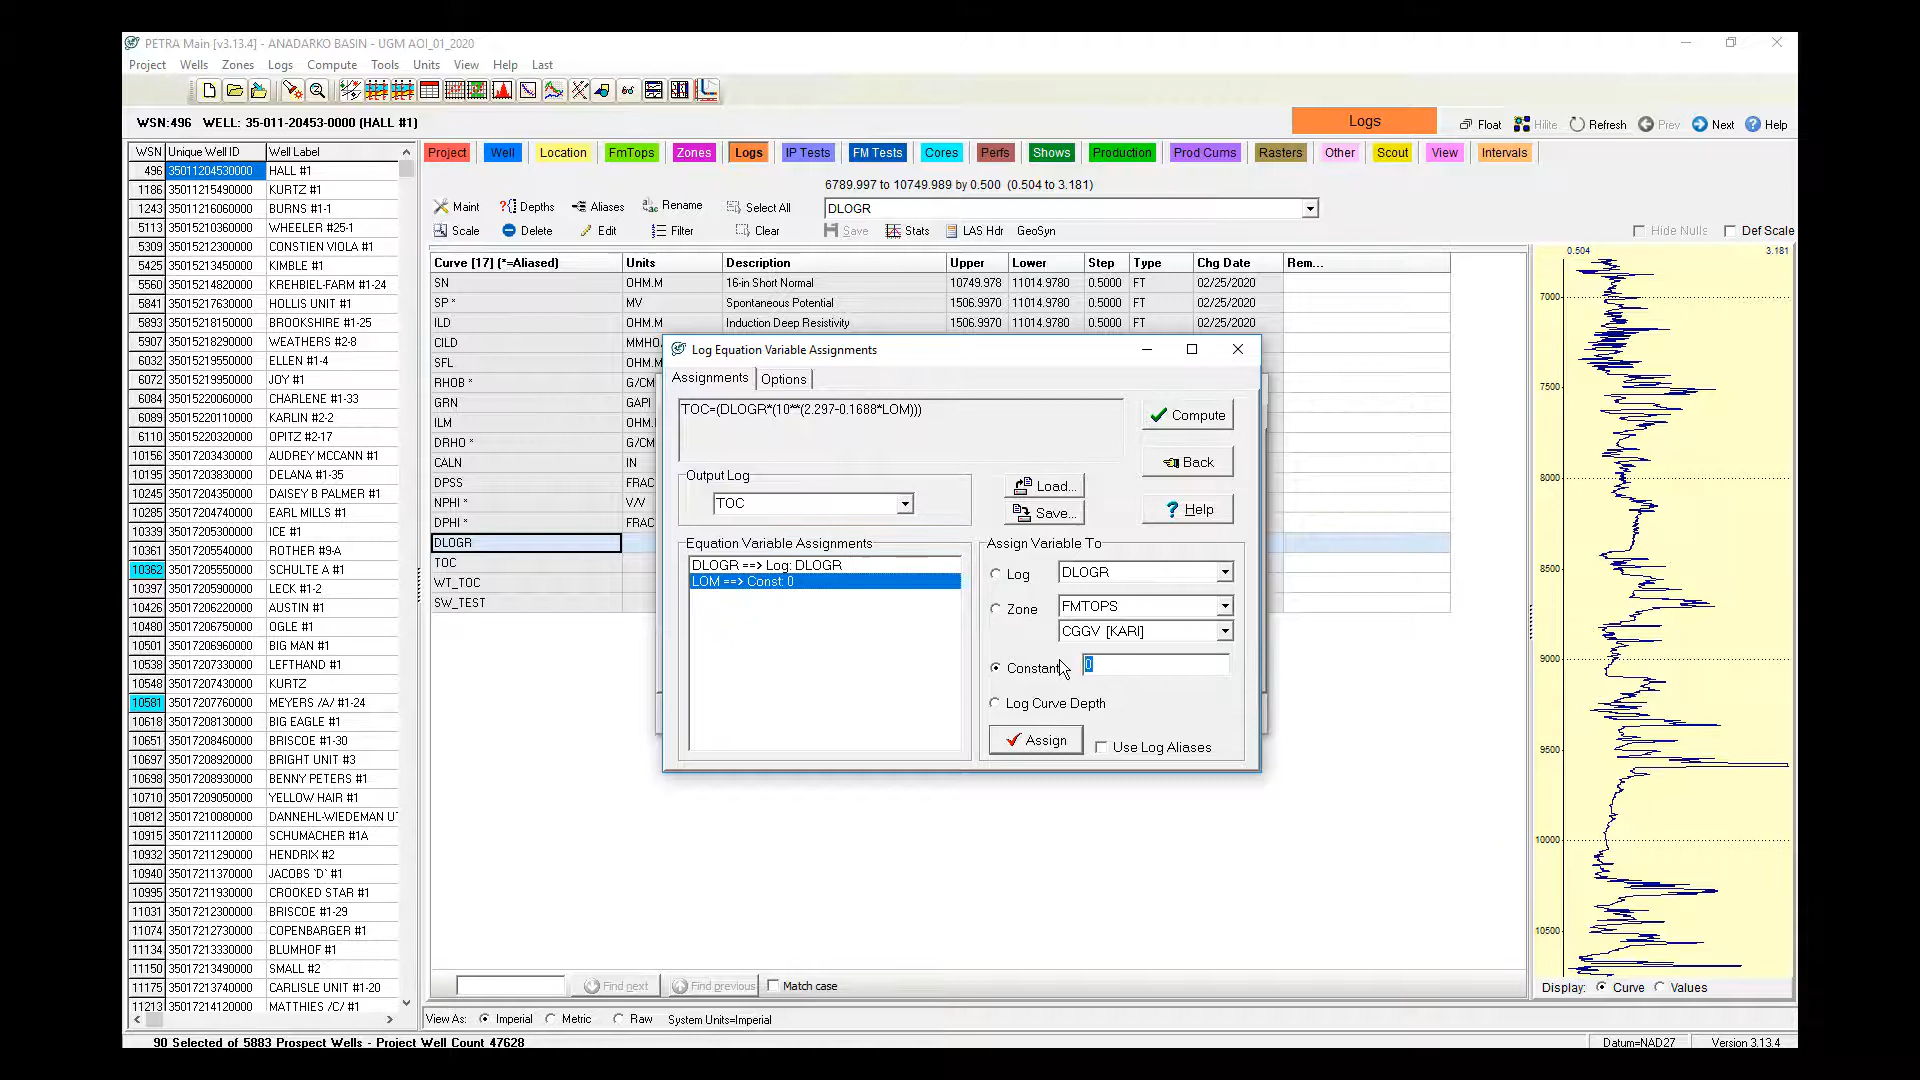 PETRA Main [v3.13.4] - ANADARKO BASIN - UGM AOI_01_2020
Project Wells Zones Logs Compute Tools Units View Help Last
WSN:496 WELL: 35-011-20453-0000 (HALL #1)
Logs
Float Hilite Refresh Prev Next Help
WSN Unique Well ID Well Label
496 35011204530000 HALL #1
1186 35011215490000 KURTZ #1
1243 35011216060000 BURNS #1-1
5113 35015210360000 WHEELER #25-1
5309 35015212300000 CONSTIEN VIOLA #1
5425 35015213450000 KIMBLE #1
5560 35015214820000 KREHBIEL-FARM #1-24
5841 35015217630000 HOLLIS UNIT #1
5893 35015218150000 BROOKSHIRE #1-25
5907 35015218290000 WEATHERS #2-8
6032 35015219550000 ELLEN #1-4
6072 35015219950000 JOY #1
6084 35015220060000 CHARLENE #1-33
6089 35015220110000 KARLIN #2-2
6110 35015220320000 OPITZ #2-17
10156 35017203430000 AUDREY MCCANN #1
10195 35017203830000 DELANA #1-35
10245 35017204350000 DAISEY B PALMER #1
10285 35017204740000 EARL MILLS #1
10339 35017205300000 ICE #1
10361 35017205540000 ROTHER #9-A
10362 35017205550000 SCHULTE A #1
10397 35017205900000 LECK #1-2
10426 35017206220000 AUSTIN #1
10480 35017206750000 OGLE #1
10501 35017206960000 BIG MAN #1
10538 35017207330000 LEFTHAND #1
10548 35017207430000 KURTZ
10581 35017207760000 MEYERS /A/ #1-24
10618 35017208130000 BIG EAGLE #1
10651 35017208460000 BRISCOE #1-30
10697 35017208920000 BRIGHT UNIT #3
10698 35017208930000 BENNY PETERS #1
10710 35017209050000 YELLOW HAIR #1
10812 35017210080000 DANNEHL-WIEDEMAN U
10915 35017211120000 SCHUMACHER #1A
10932 35017211290000 HENDRIX #2
10940 35017211370000 JACOBS `D` #1
10995 35017211930000 CROOKED STAR #1
11031 35017212300000 BRISCOE #1-29
11074 35017212730000 COPENBARGER #1
11134 35017213330000 BLUMHOF #1
11150 35017213490000 SMALL #2
11175 35017213740000 CARLISLE UNIT #1-20
11213 35017214120000 MATTHIES /C/ #1
Project Well Location FmTops Zones Logs IP Tests FM Tests Cores Perfs Shows Production Prod Cums Rasters Other Scout View Intervals
6789.997 to 10749.989 by 0.500 (0.504 to 3.181)
Maint Depths Aliases Rename Select All DLOGR
Scale Delete Edit Filter Clear Save Stats LAS Hdr GeoSyn Hide Nulls Def Scale
Curve [17] (*=Aliased) Units Description Upper Lower Step Type Chg Date Rem...
SN OHM.M 16-in Short Normal 10749.978 11014.9780 0.5000 FT 02/25/2020
SP * MV Spontaneous Potential 1506.9970 11014.9780 0.5000 FT 02/25/2020
ILD OHM.M Induction Deep Resistivity 1506.9970 11014.9780 0.5000 FT 02/25/2020
CILD MMHO
SFL OHM.M
RHOB * G/CM
GRN GAPI
ILM OHM.
DRHO * G/CM
CALN IN
DPSS FRAC
NPHI * V/V
DPHI * FRAC
DLOGR
TOC
WT_TOC
SW_TEST
Log Equation Variable Assignments
Assignments Options
TOC=(DLOGR*(10**(2.297-0.1688*LOM)))
Compute
Back
Help
Output Log
TOC
Load...
Save...
Equation Variable Assignments
DLOGR ==> Log: DLOGR
LOM ==> Const: 0
Assign Variable To
Log DLOGR
Zone FMTOPS
CGGV [KARI]
Constant 0
Log Curve Depth
Assign Use Log Aliases
0.504 3.181
7000
7500
8000
8500
9000
9500
10000
10500
Display: Curve Values
Find next Find previous Match case
View As: Imperial Metric Raw System Units=Imperial
90 Selected of 5883 Prospect Wells - Project Well Count 47628
Datum=NAD27 Version 3.13.4